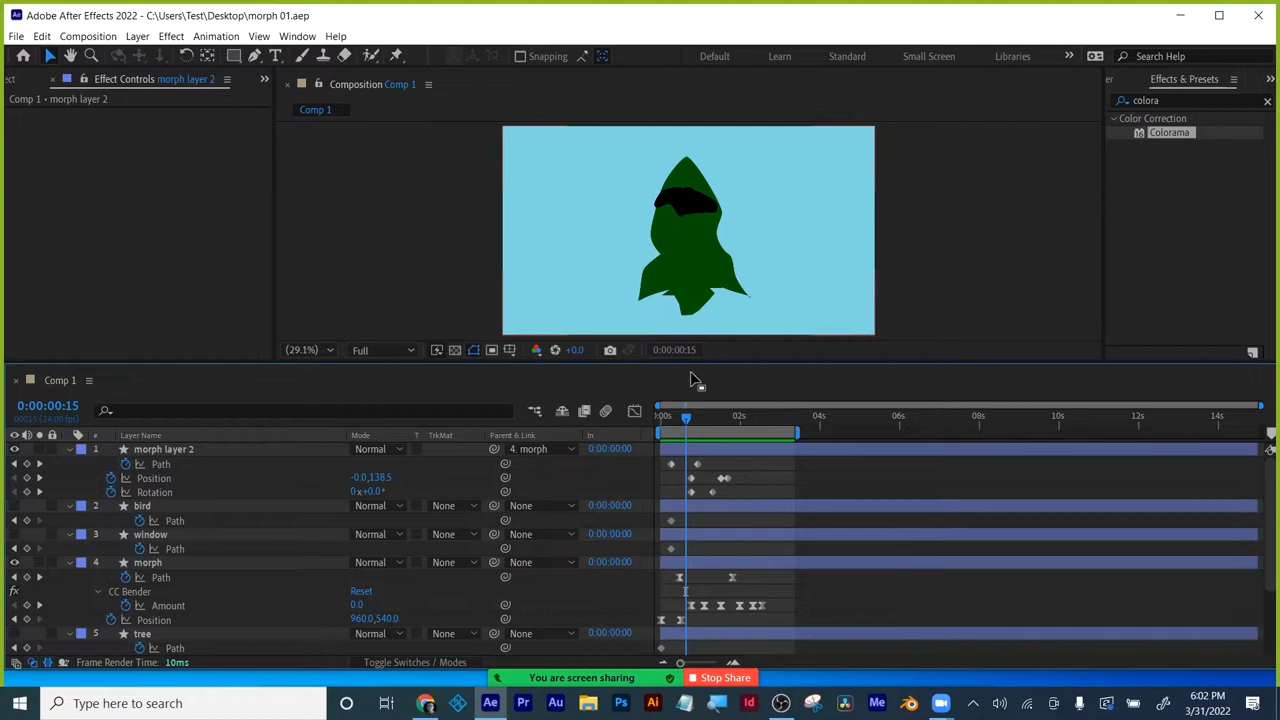 Adobe After Effects 2022 - C:\Users\Test\Desktop\morph 01.aep
File Edit Composition Layer Effect Animation View Window Help
Snapping Default Learn Standard Small Screen Libraries Search Help
ect Effect Controls morph layer 2 Composition Comp 1 er Effects & Presets
Comp 1 • morph layer 2 Comp 1 colora
Color Correction
Colorama
(29.1%) Full +0.0 0:00:00:15
Comp 1
0:00:00:15
00015 (24.00 fps)
:00s 02s 04s 06s 08s 10s 12s 14s
# Layer Name Mode T TrkMat Parent & Link In
1 morph layer 2 Normal 4. morph 0:00:00:00
Path
Position -0.0,138.5
Rotation 0x+0.0°
2 bird Normal None None 0:00:00:00
Path
3 window Normal None None 0:00:00:00
Path
4 morph Normal None None 0:00:00:00
Path
fx CC Bender Reset
Amount 0.0
Position 960.0,540.0
5 tree Normal None None 0:00:00:00
Path
Frame Render Time: 10ms Toggle Switches / Modes
You are screen sharing Stop Share
Type here to search
6:02 PM
3/31/2022